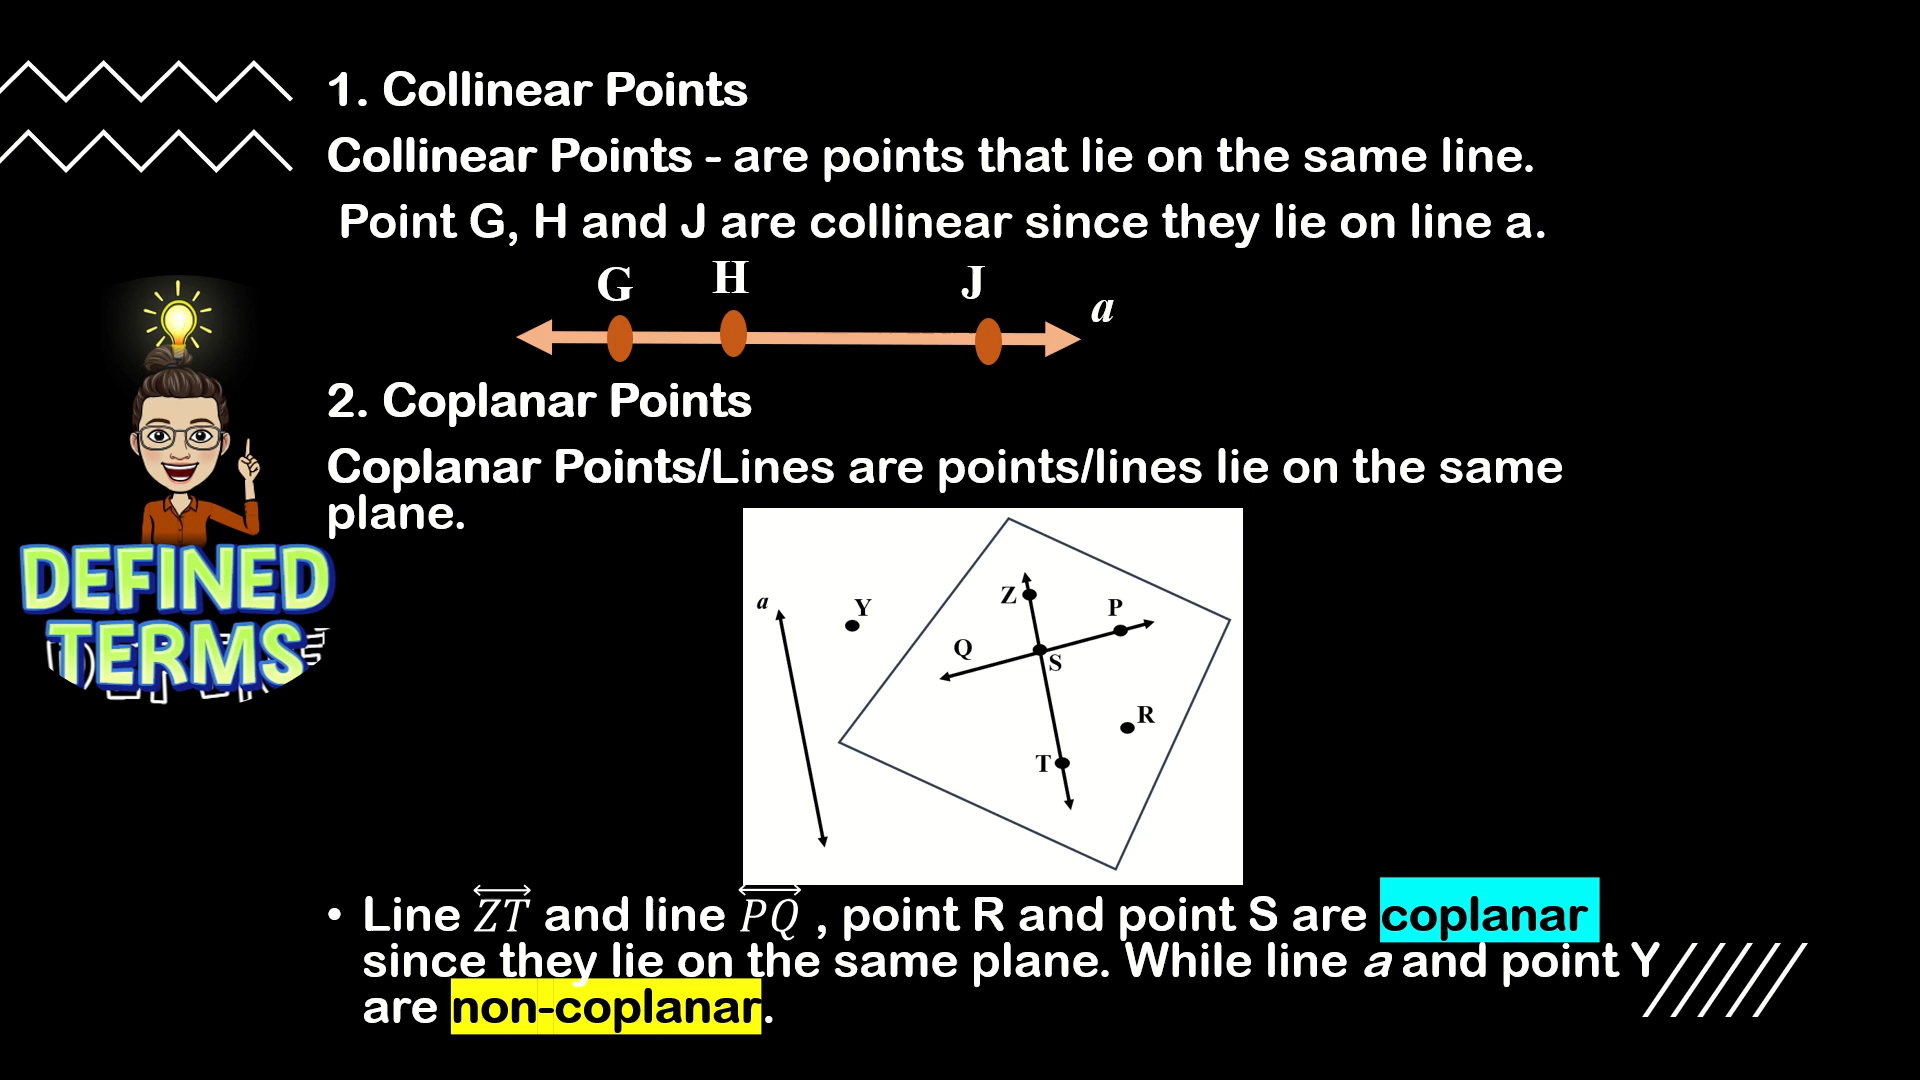 1. Collinear Points
Collinear Points - are points that lie on the same line.
Point G, H and J are collinear since they lie on line a.
G H J a
2. Coplanar Points
Coplanar Points/Lines are points/lines lie on the same
plane.
DEFINED
TERMS
a Y Z P
Q S
R
T
• Line ZT and line PQ , point R and point S are coplanar
since they lie on the same plane. While line a and point Y
are non-coplanar.